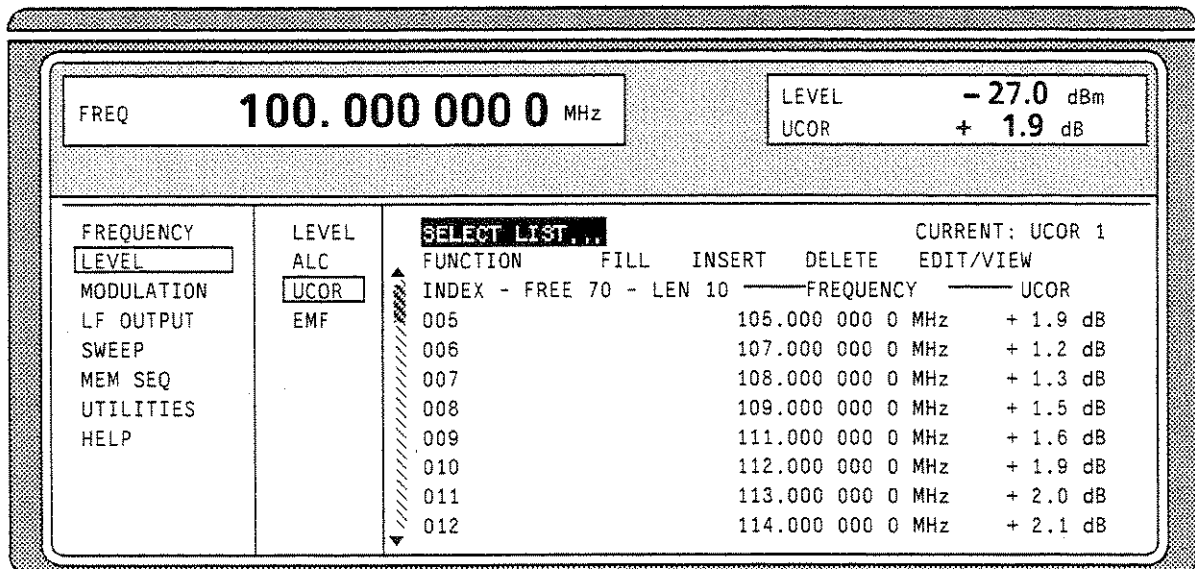 FREQ 100.000 000 0 MHz
LEVEL - 27.0 dBm
UCOR + 1.9 dB
FREQUENCY
LEVEL
MODULATION
LF OUTPUT
SWEEP
MEM SEQ
UTILITIES
HELP
LEVEL
ALC
UCOR
EMF
SELECT LIST... CURRENT: UCOR 1
FUNCTION FILL INSERT DELETE EDIT/VIEW
INDEX - FREE 70 - LEN 10 ——FREQUENCY —— UCOR
005 105.000 000 0 MHz + 1.9 dB
006 107.000 000 0 MHz + 1.2 dB
007 108.000 000 0 MHz + 1.3 dB
008 109.000 000 0 MHz + 1.5 dB
009 111.000 000 0 MHz + 1.6 dB
010 112.000 000 0 MHz + 1.9 dB
011 113.000 000 0 MHz + 2.0 dB
012 114.000 000 0 MHz + 2.1 dB